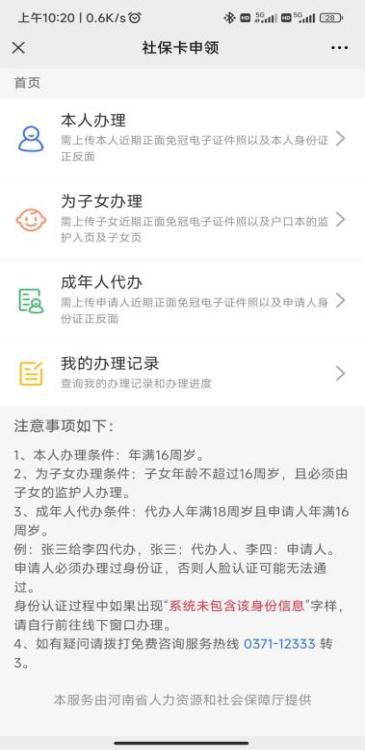 上午10:20 | 0.6K/s
HD 5G HD 5G 28
社保卡申领
首页
本人办理
需上传本人近期正面免冠电子证件照以及本人身份证
正反面
为子女办理
需上传子女近期正面免冠电子证件照以及户口本的监
护人页及子女页
成年人代办
需上传申请人近期正面免冠电子证件照以及申请人身
份证正反面
我的办理记录
查询我的办理记录和办理进度
注意事项如下：
1、本人办理条件：年满16周岁。
2、为子女办理条件：子女年龄不超过16周岁，且必须由
子女的监护人办理。
3、成年人代办条件：代办人年满18周岁且申请人年满16
周岁。
例：张三给李四代办，张三：代办人、李四：申请人。
申请人必须办理过身份证，否则人脸认证可能无法通
过。
身份认证过程中如果出现“系统未包含该身份信息”字样，
请自行前往线下窗口办理。
4、如有疑问请拨打免费咨询服务热线 0371-12333 转
3。
本服务由河南省人力资源和社会保障厅提供